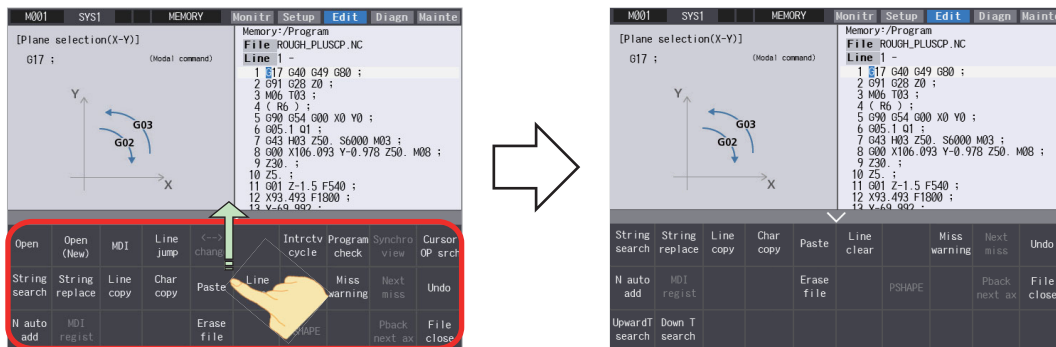 M001 SYS1 MEMORY Monitr Setup Edit Diagn Mainte
[Plane selection(X-Y)]
G17 ; (Modal command)
Y
G03
G02
X
Memory:/Program
File ROUGH_PLUSCP.NC
Line 1 -
1 G17 G40 G49 G80 ;
2 G91 G28 Z0 ;
3 M06 T03 ;
4 ( R6 ) ;
5 G90 G54 G00 X0 Y0 ;
6 G05.1 Q1 ;
7 G43 H03 Z50. S6000 M03 ;
8 G00 X106.093 Y-0.978 Z50. M08 ;
9 Z30. ;
10 Z5. ;
11 G01 Z-1.5 F540 ;
12 X93.493 F1800 ;
13 Y-69.992 ;
Open Open (New) MDI Line jump <--> chang Intrctv cycle Program check Synchro view Cursor OP srch
String search String replace Line copy Char copy Paste Line Miss warning Next miss Undo
N auto add MDI regist Erase file Pback next ax File close
M001 SYS1 MEMORY Monitr Setup Edit Diagn Mainte
[Plane selection(X-Y)]
G17 ; (Modal command)
Y
G03
G02
X
Memory:/Program
File ROUGH_PLUSCP.NC
Line 1 -
1 G17 G40 G49 G80 ;
2 G91 G28 Z0 ;
3 M06 T03 ;
4 ( R6 ) ;
5 G90 G54 G00 X0 Y0 ;
6 G05.1 Q1 ;
7 G43 H03 Z50. S6000 M03 ;
8 G00 X106.093 Y-0.978 Z50. M08 ;
9 Z30. ;
10 Z5. ;
11 G01 Z-1.5 F540 ;
12 X93.493 F1800 ;
13 Y-69.992 ;
String search String replace Line copy Char copy Paste Line clear Miss warning Next miss Undo
N auto add MDI regist Erase file PSHAPE Pback next ax File close
UpwardT search Down T search